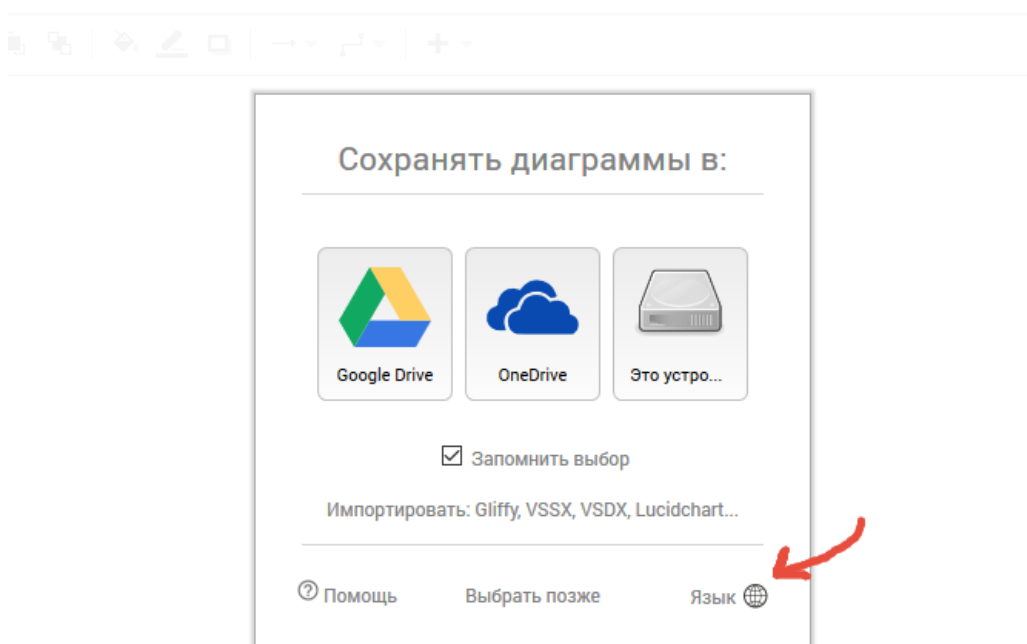 Сохранять диаграммы в:
Google Drive
OneDrive
Это устро...
Запомнить выбор
Импортировать: Gliffy, VSSX, VSDX, Lucidchart...
Помощь
Выбрать позже
Язык